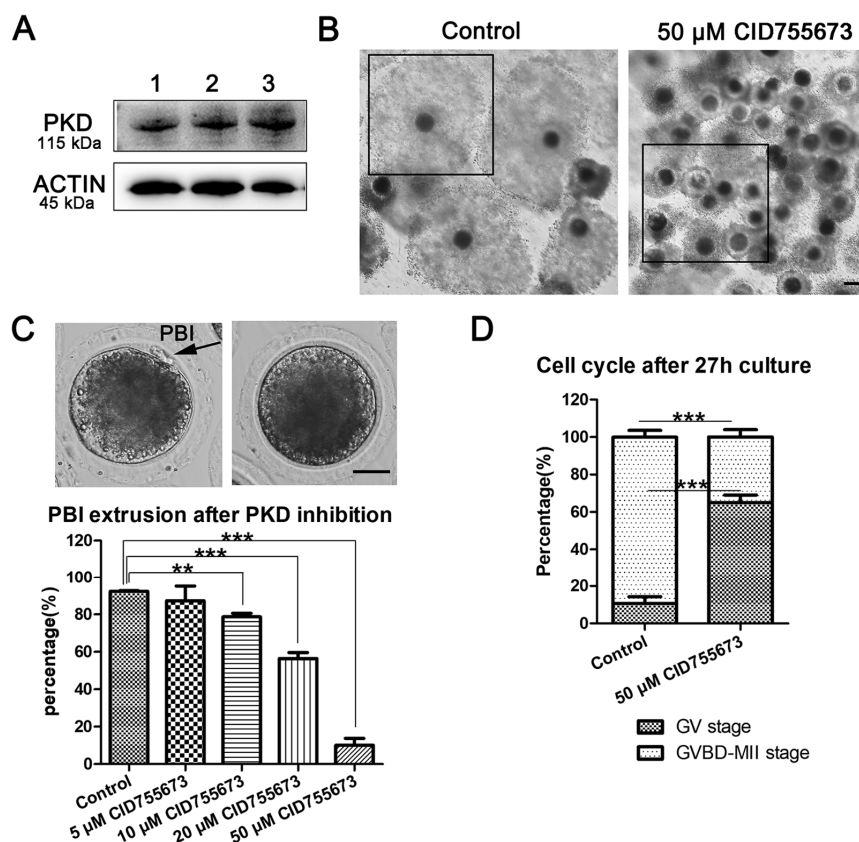 A
1 2 3
PKD
115 kDa
ACTIN
45 kDa
B
Control
50 µM CID755673
C
PBI
PBI extrusion after PKD inhibition
***
***
**
percentage(%)
120
100
80
60
40
20
0
Control
5 µM CID755673
10 µM CID755673
20 µM CID755673
50 µM CID755673
D
Cell cycle after 27h culture
***
***
Percentage(%)
120
100
80
60
40
20
0
Control
50 µM CID755673
GV stage
GVBD-MII stage